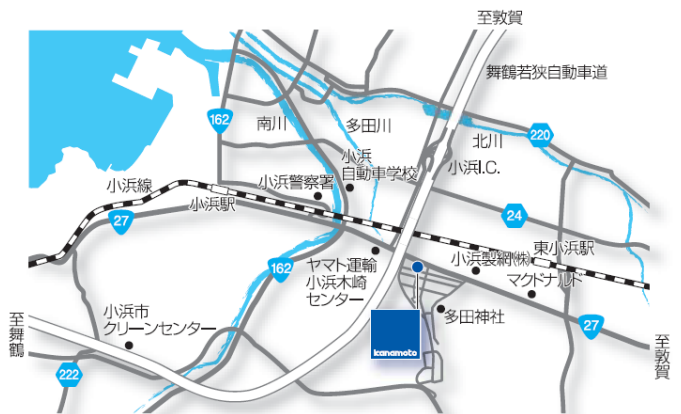 至敦賀
舞鶴若狭自動車道
162
南川
多田川
北川
220
小浜
自動車学校
小浜I.C.
小浜線
小浜警察署
小浜駅
27
24
東小浜駅
162
ヤマト運輸
小浜木崎
センター
小浜製網㈱
マクドナルド
小浜市
クリーンセンター
至舞鶴
多田神社
27
至敦賀
kanamoto
222